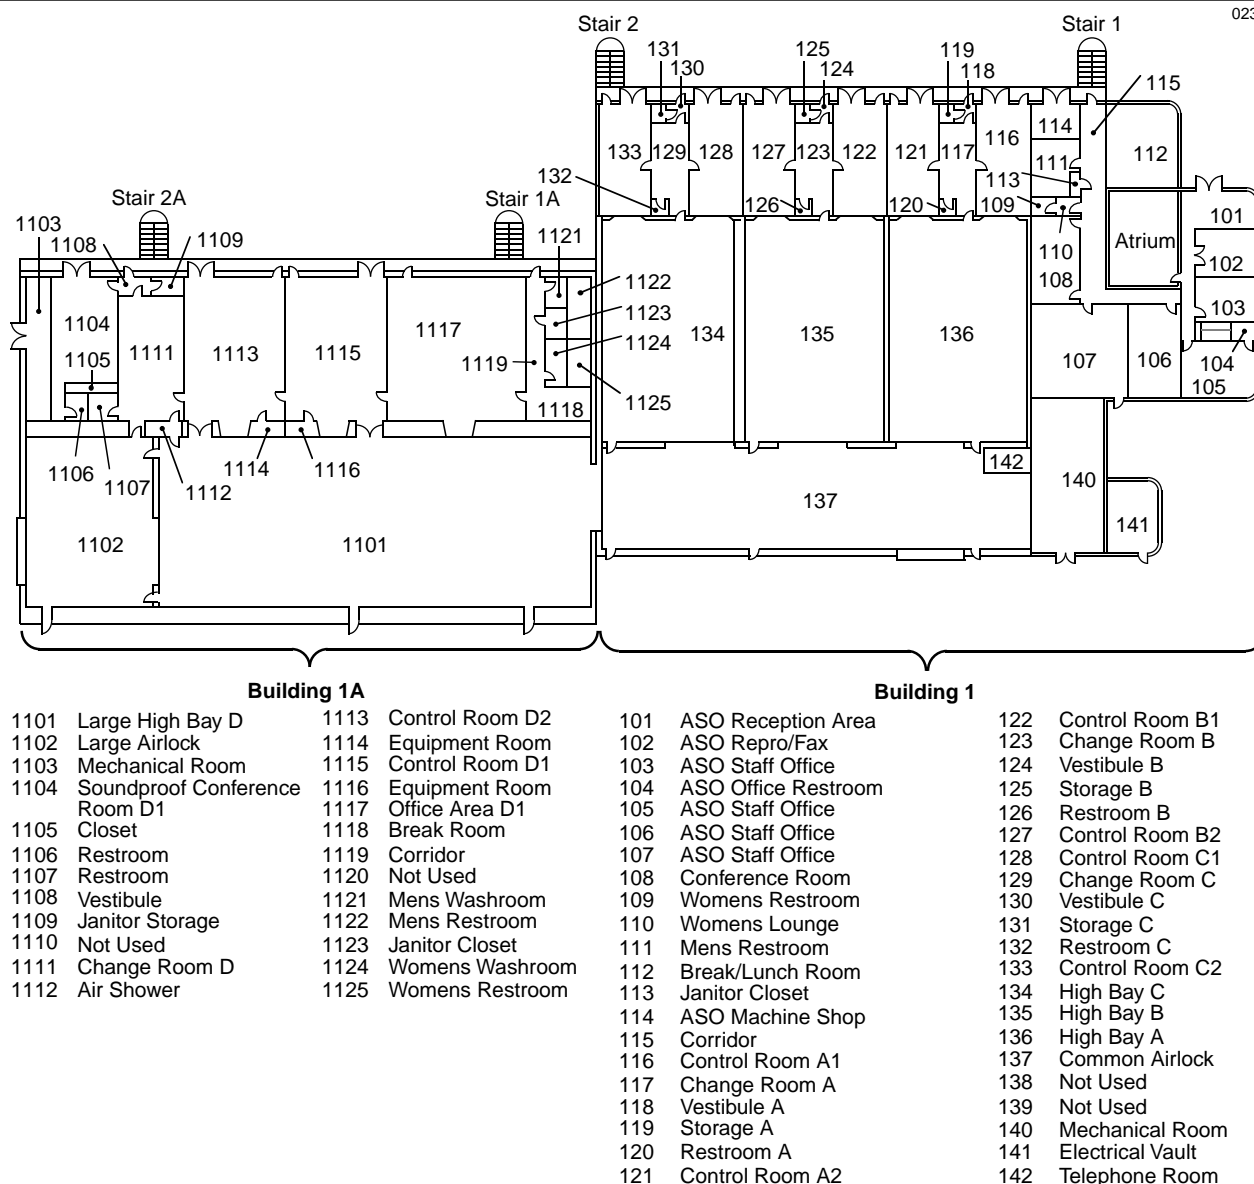 023
Stair 2
Stair 1
131
130
125
124
119
118
115
133
129
128
127
123
122
121
117
116
114
111
112
113
132
126
120
109
110
108
Atrium
101
102
103
104
105
106
107
Stair 2A
Stair 1A
1103
1108
1109
1121
1122
1123
1124
1125
1104
1105
1111
1113
1115
1117
1119
1118
134
135
136
1106
1107
1112
1114
1116
142
137
140
141
1102
1101
Building 1A
1101 Large High Bay D
1102 Large Airlock
1103 Mechanical Room
1104 Soundproof Conference
Room D1
1105 Closet
1106 Restroom
1107 Restroom
1108 Vestibule
1109 Janitor Storage
1110 Not Used
1111 Change Room D
1112 Air Shower
1113 Control Room D2
1114 Equipment Room
1115 Control Room D1
1116 Equipment Room
1117 Office Area D1
1118 Break Room
1119 Corridor
1120 Not Used
1121 Mens Washroom
1122 Mens Restroom
1123 Janitor Closet
1124 Womens Washroom
1125 Womens Restroom
Building 1
101 ASO Reception Area
102 ASO Repro/Fax
103 ASO Staff Office
104 ASO Office Restroom
105 ASO Staff Office
106 ASO Staff Office
107 ASO Staff Office
108 Conference Room
109 Womens Restroom
110 Womens Lounge
111 Mens Restroom
112 Break/Lunch Room
113 Janitor Closet
114 ASO Machine Shop
115 Corridor
116 Control Room A1
117 Change Room A
118 Vestibule A
119 Storage A
120 Restroom A
121 Control Room A2
122 Control Room B1
123 Change Room B
124 Vestibule B
125 Storage B
126 Restroom B
127 Control Room B2
128 Control Room C1
129 Change Room C
130 Vestibule C
131 Storage C
132 Restroom C
133 Control Room C2
134 High Bay C
135 High Bay B
136 High Bay A
137 Common Airlock
138 Not Used
139 Not Used
140 Mechanical Room
141 Electrical Vault
142 Telephone Room